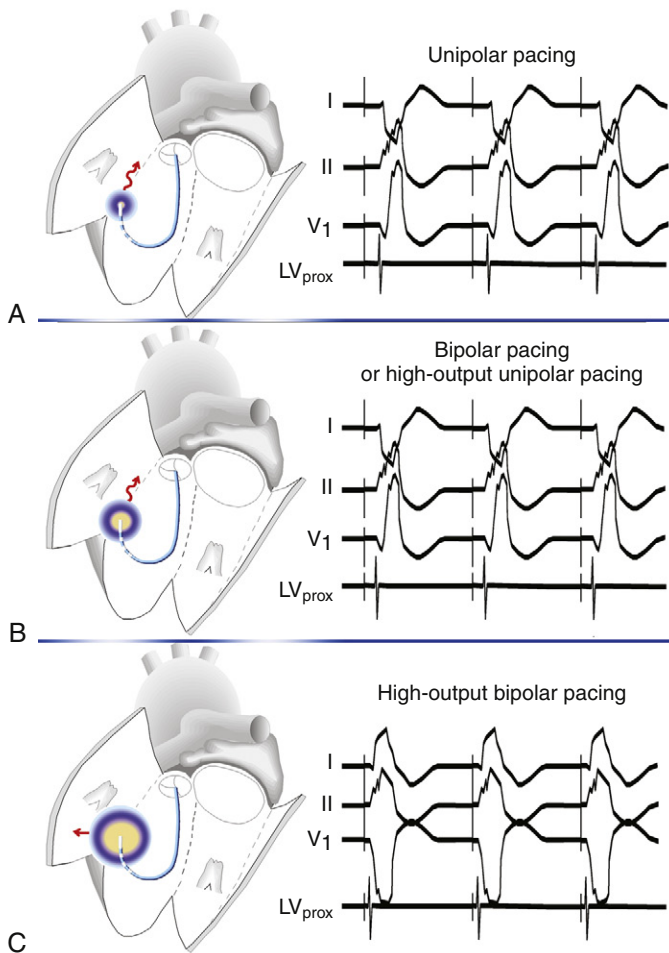 Unipolar pacing
I
II
V1
LVprox
A
Bipolar pacing
or high-output unipolar pacing
I
II
V1
LVprox
B
High-output bipolar pacing
I
II
V1
LVprox
C